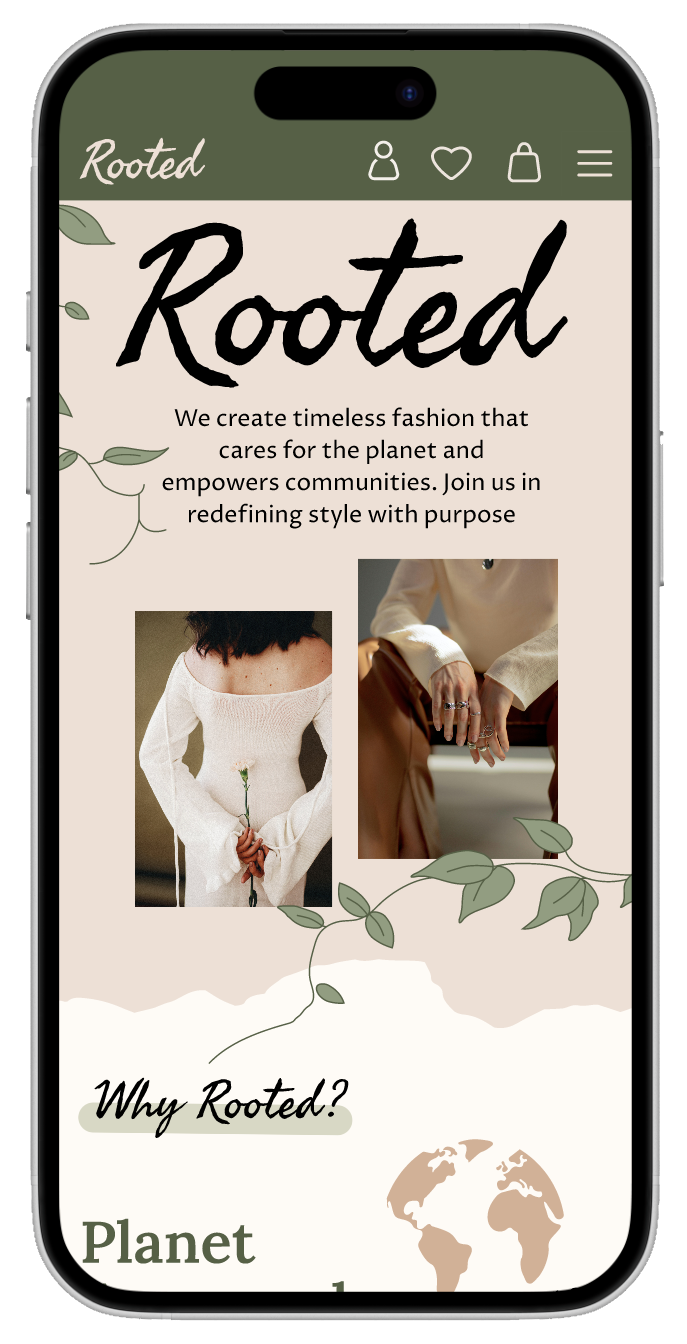 Rooted
Rooted
We create timeless fashion that
cares for the planet and
empowers communities. Join us in
redefining style with purpose
Why Rooted?
Planet